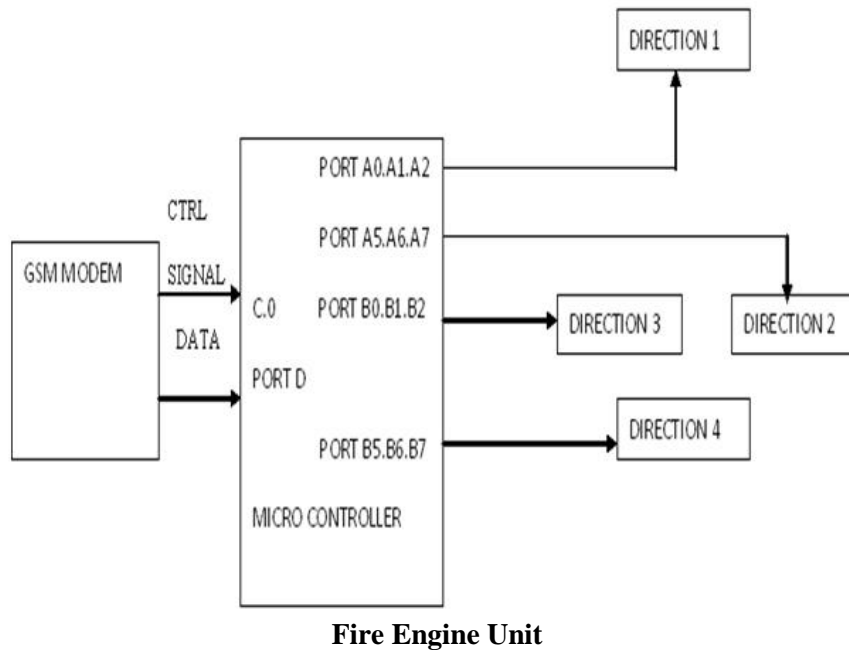 DIRECTION 1
PORT A0.A1.A2
CTRL
PORT A5.A6.A7
GSM MODEM
SIGNAL
C.0
PORT B0.B1.B2
DIRECTION 3
DIRECTION 2
DATA
PORT D
PORT B5.B6.B7
DIRECTION 4
MICRO CONTROLLER
Fire Engine Unit